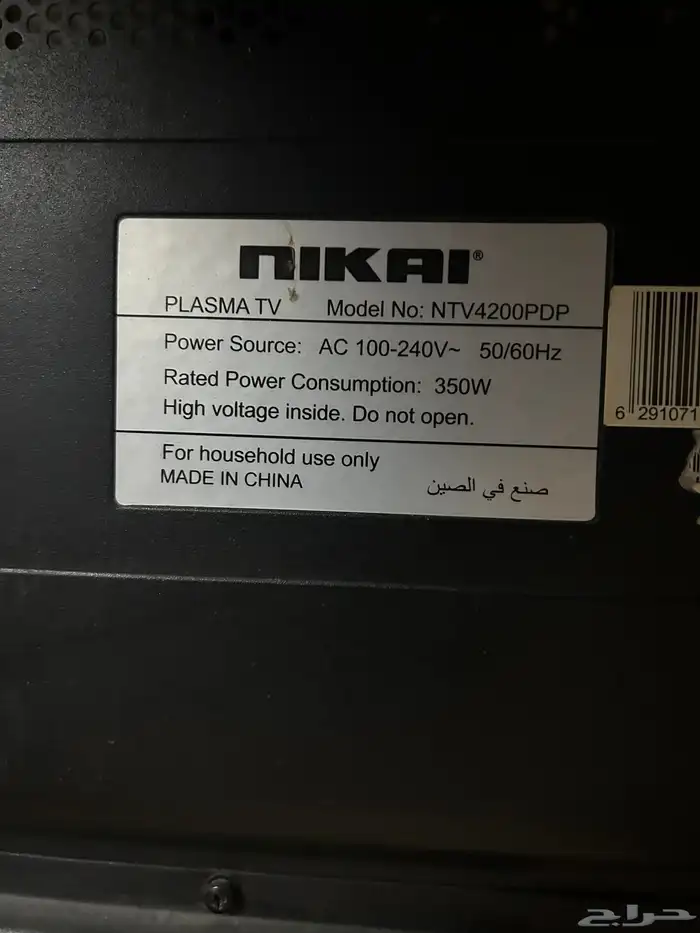 NIKAI®
PLASMA TV Model No: NTV4200PDP
Power Source: AC 100-240V~ 50/60Hz
Rated Power Consumption: 350W
High voltage inside. Do not open.
For household use only
MADE IN CHINA صنع في الصين
6 291071
حراج